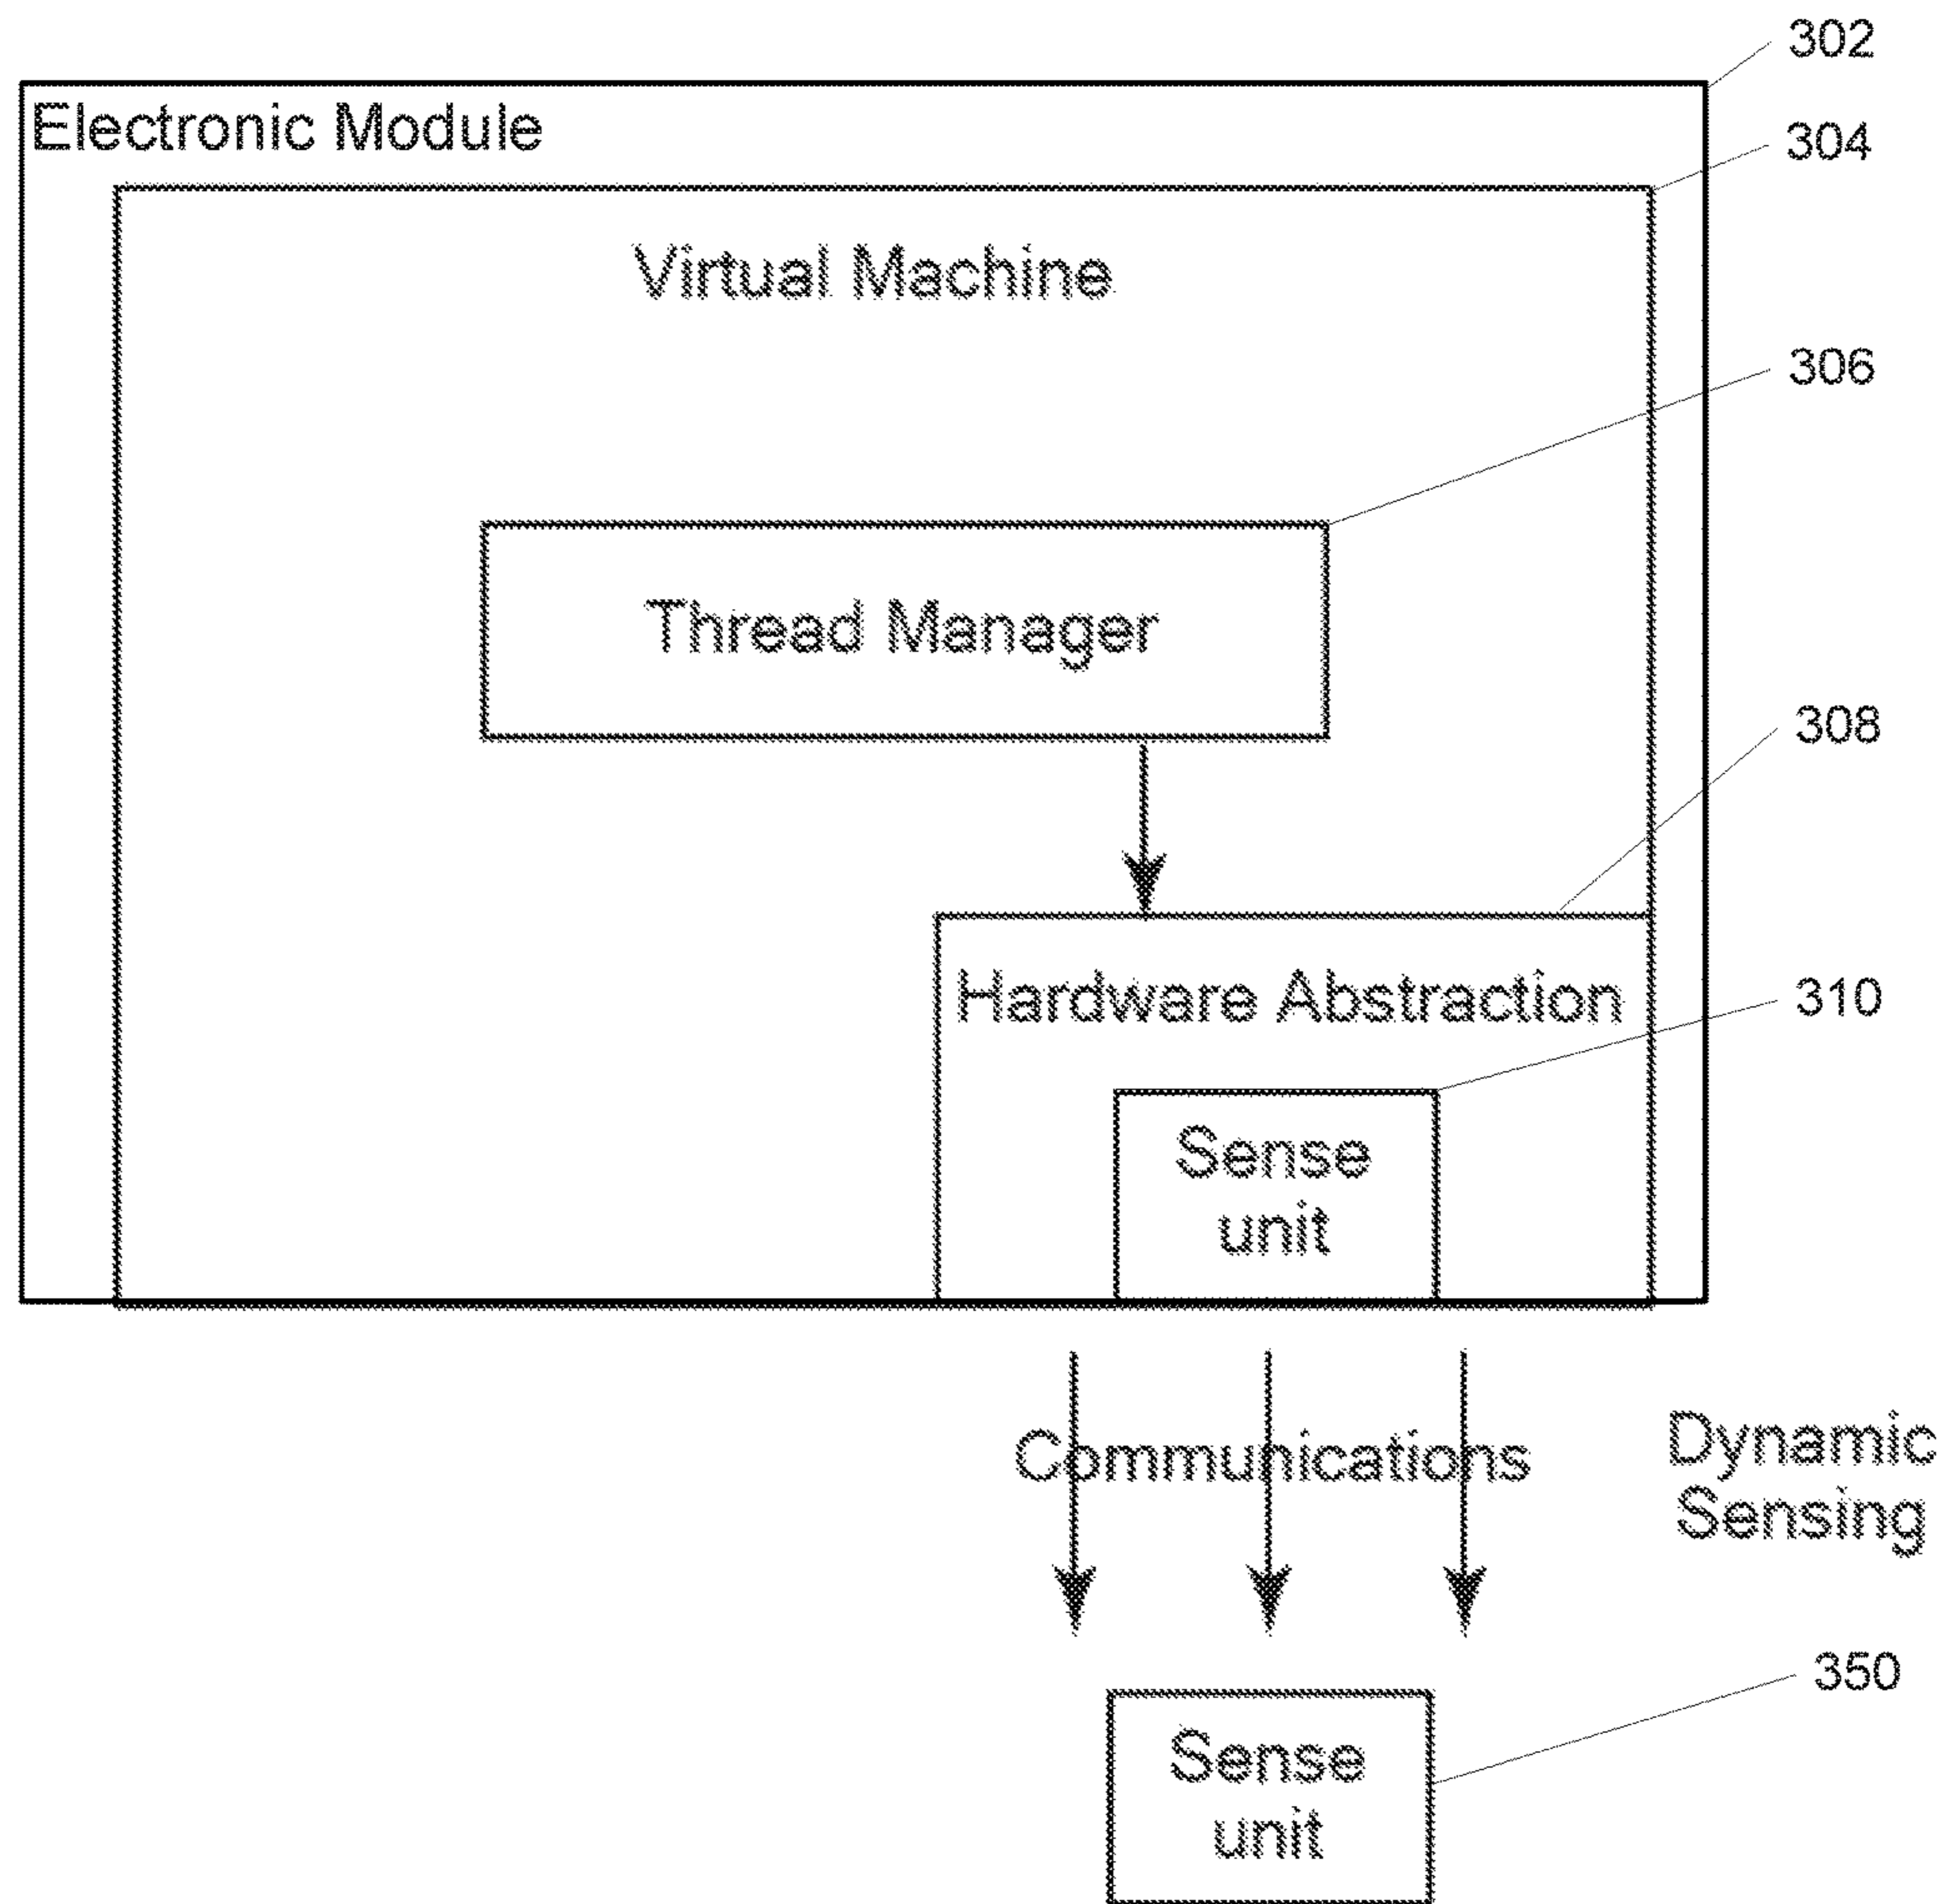 302
Electronic Module
304
Virtual Machine
306
Thread Manager
308
Hardware Abstraction
310
Sense
unit
Communications
Dynamic
Sensing
350
Sense
unit